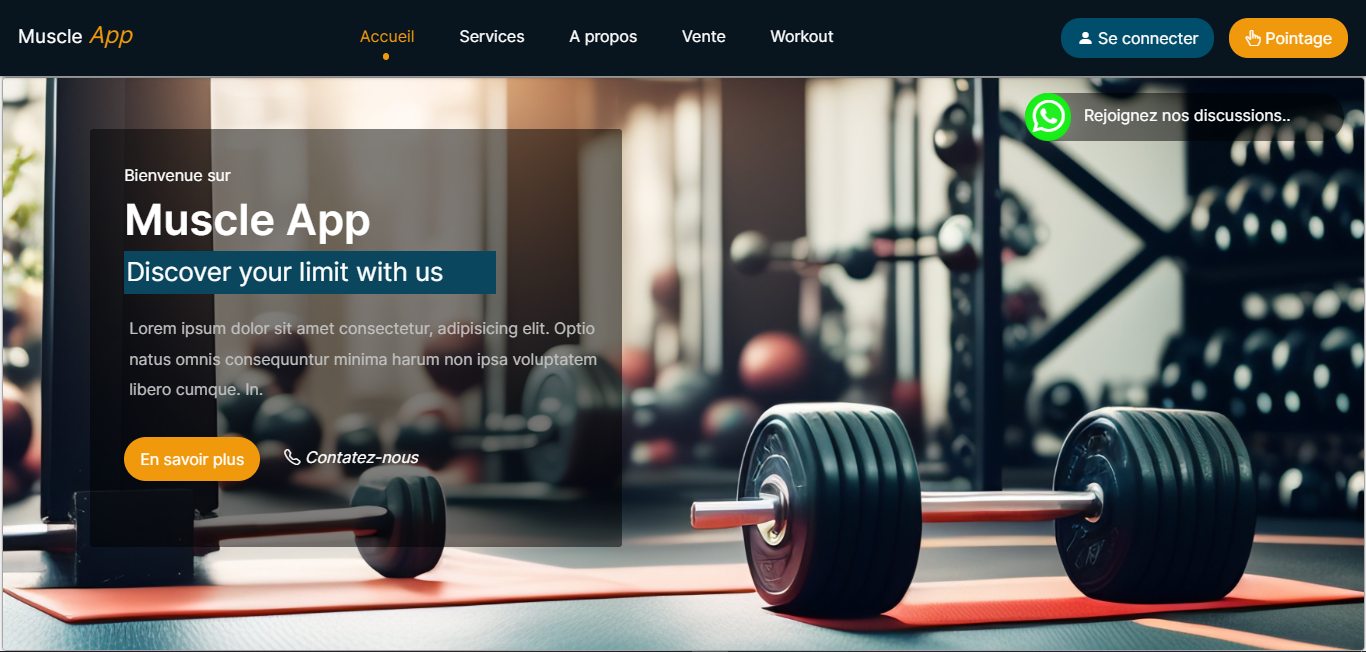 Muscle App
Accueil
Services
A propos
Vente
Workout
Se connecter
Pointage
Rejoignez nos discussions..
Bienvenue sur
Muscle App
Discover your limit with us
Lorem ipsum dolor sit amet consectetur, adipisicing elit. Optio
natus omnis consequuntur minima harum non ipsa voluptatem
libero cumque. In.
En savoir plus
Contatez-nous